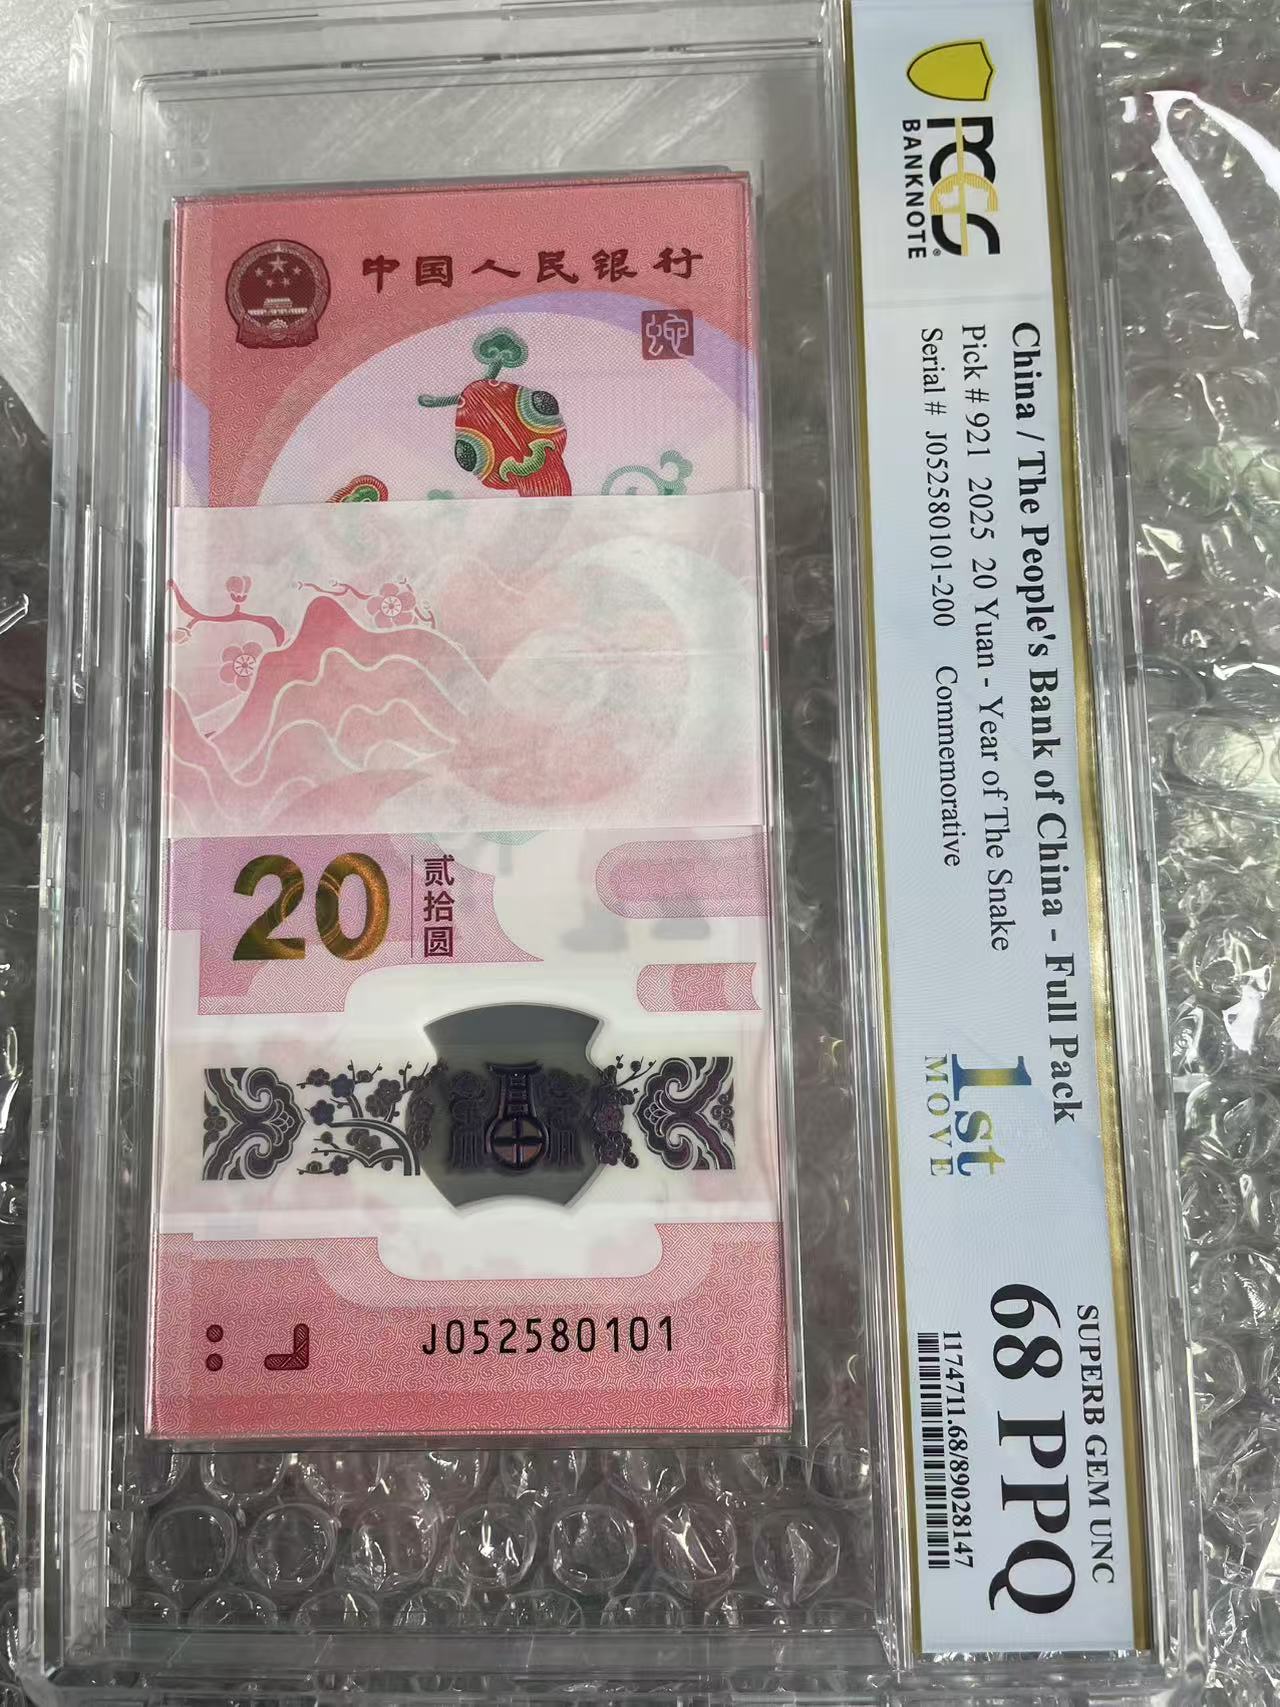 中国人民银行
蛇
20
贰拾圆
J052580101
PCGS
BANKNOTE
China / The People's Bank of China - Full Pack
Pick # 921 2025 20 Yuan - Year of The Snake
Serial # J052580101-200 Commemorative
1st
MOVE
SUPERB GEM UNC
68 PPQ
1174711.68/89028147